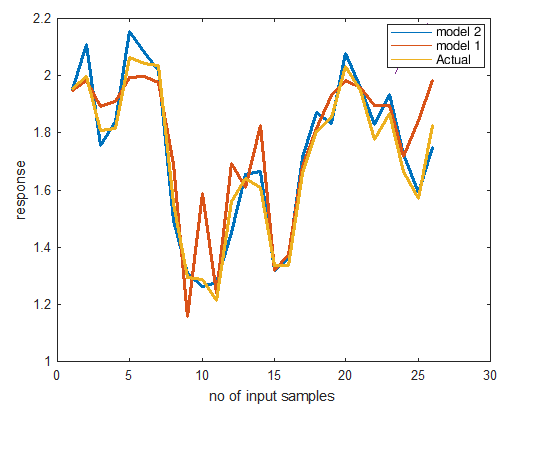 model 2
model 1
Actual
2.2
2
1.8
1.6
1.4
1.2
1
response
0 5 10 15 20 25 30
no of input samples